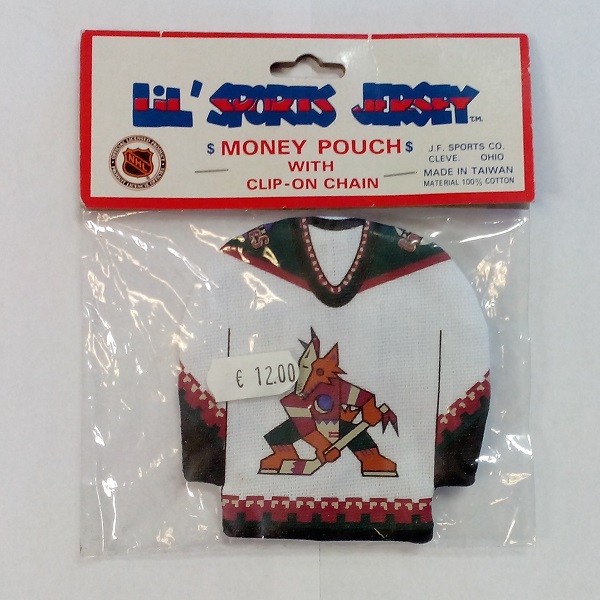 LiL' SPORTS JERSEY TM.
$ MONEY POUCH $
WITH
CLIP-ON CHAIN
J.F. SPORTS CO.
CLEVE. OHIO
MADE IN TAIWAN
MATERIAL 100% COTTON
NHL
€ 12.00